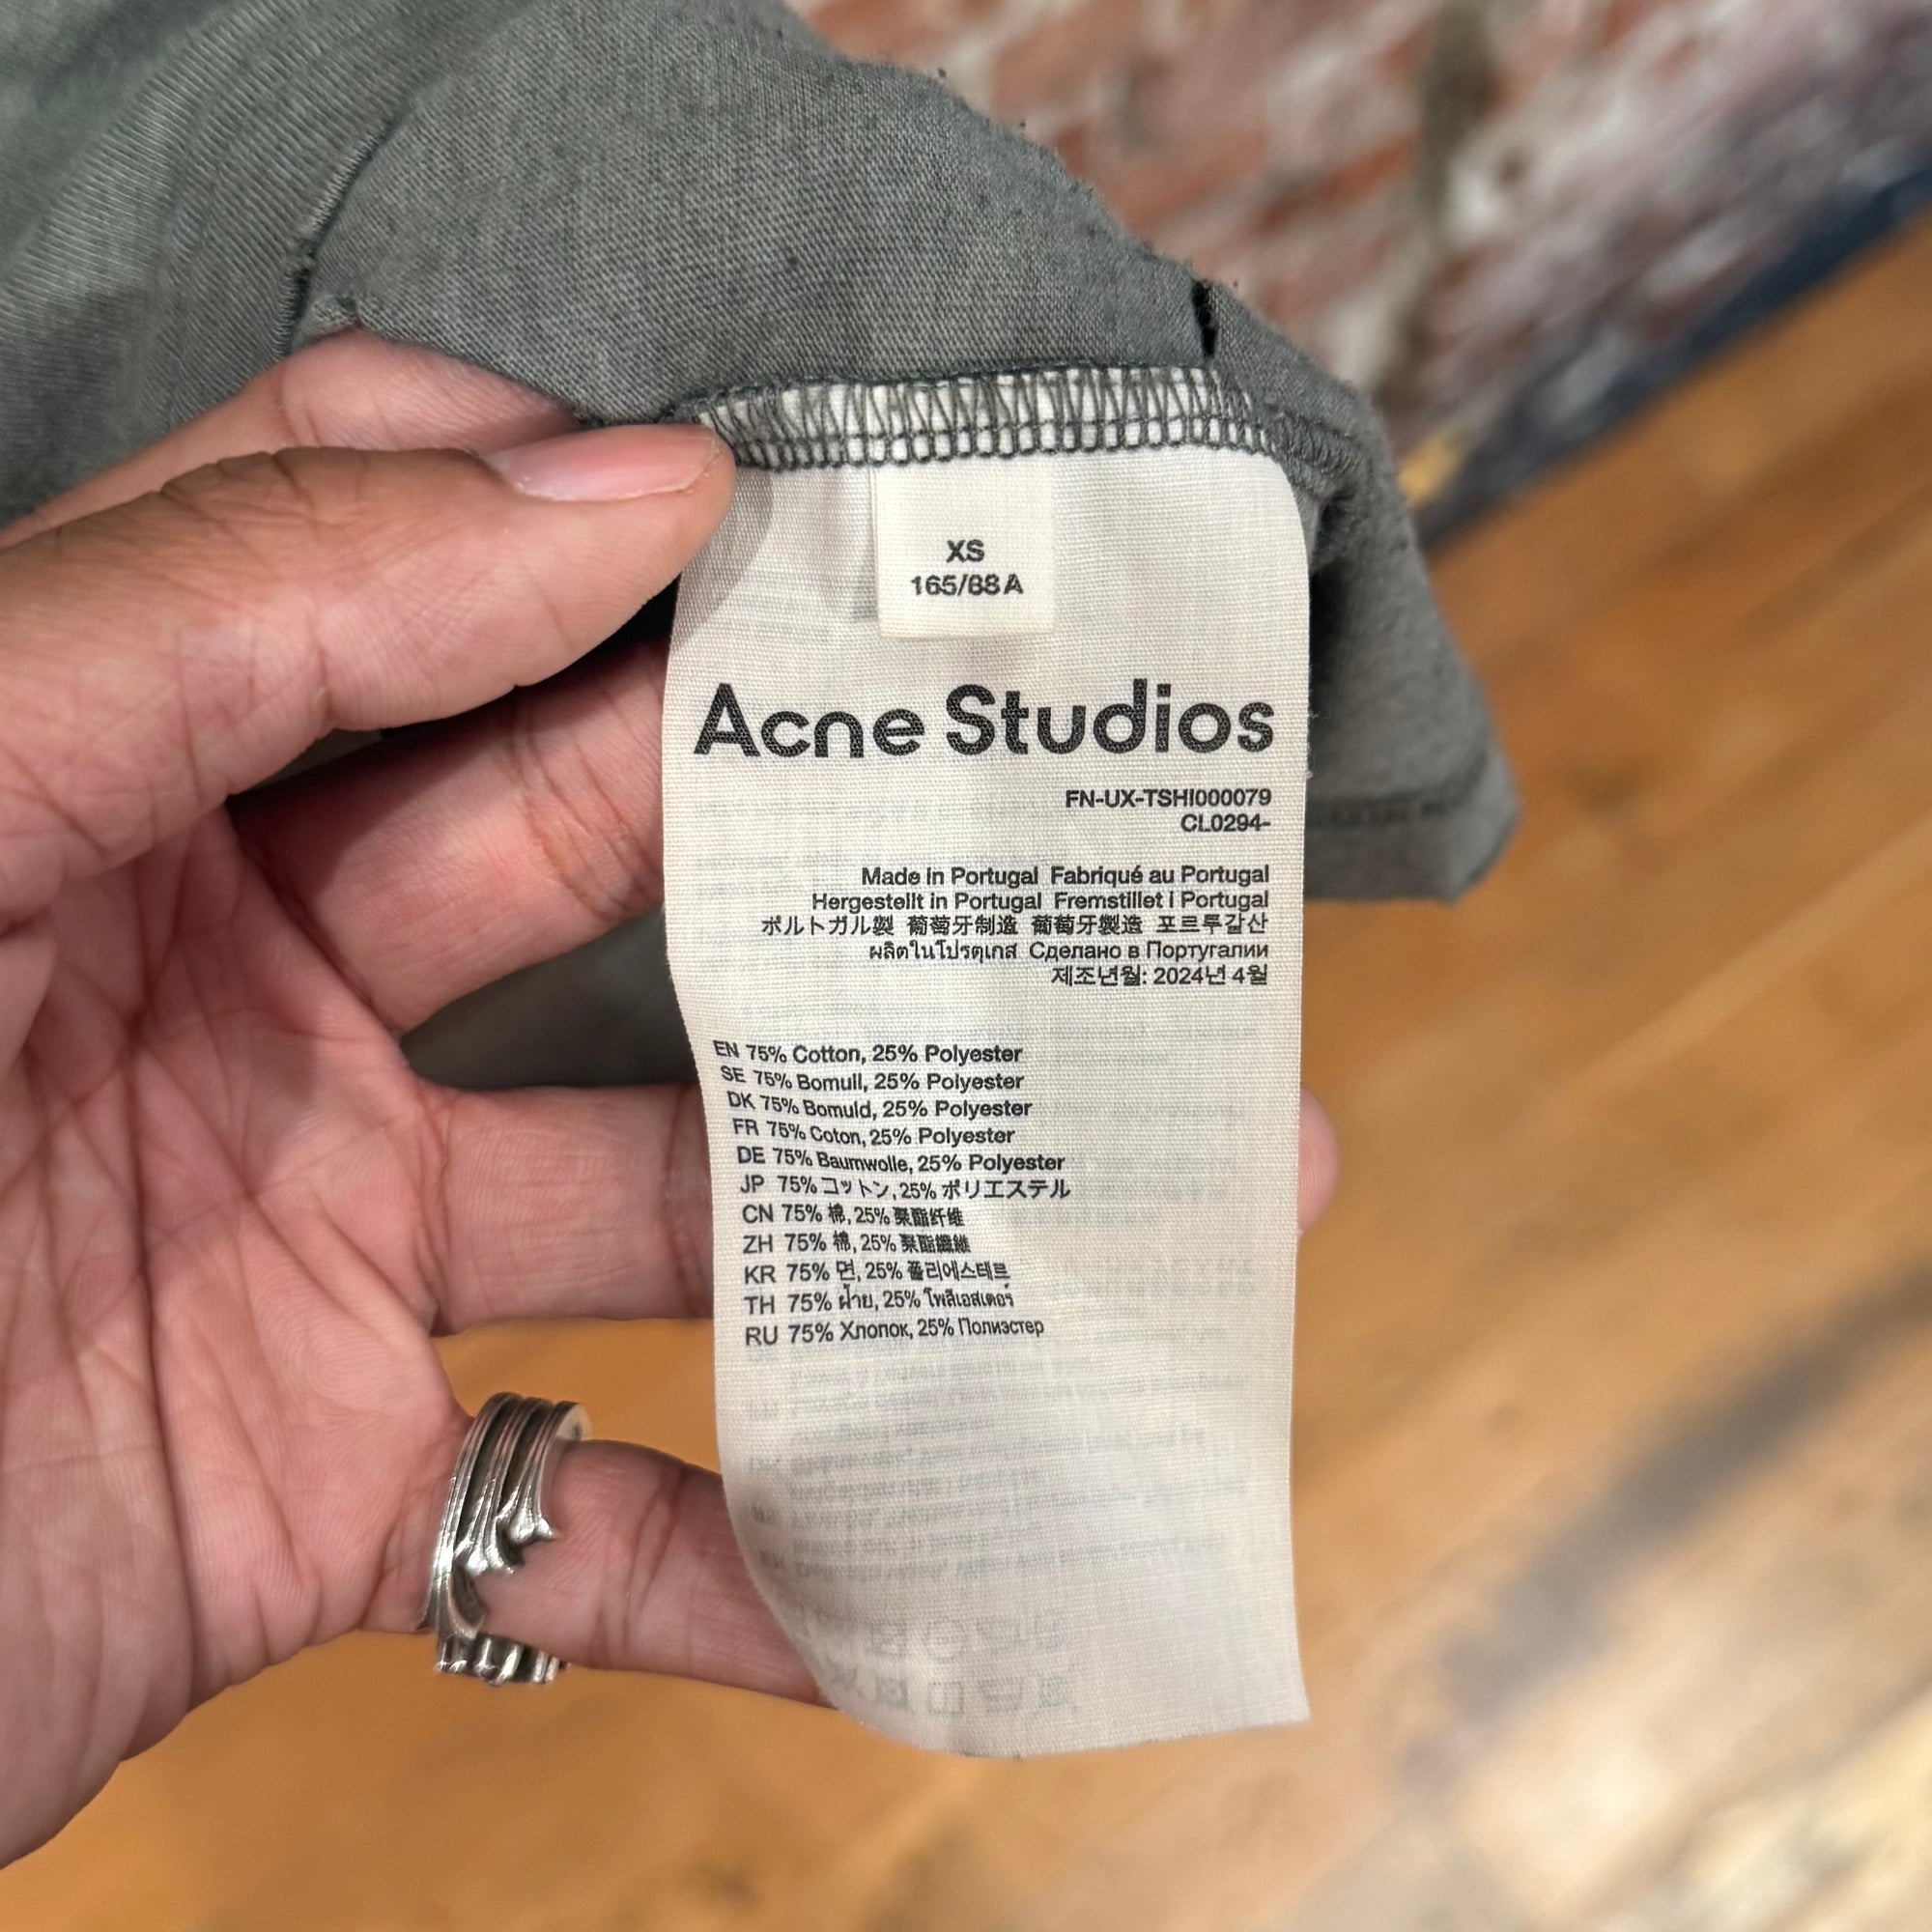 XS
165/88A
Acne Studios
FN-UX-TSHI000079
CL0294-
Made in Portugal Fabriqué au Portugal
Hergestellt in Portugal Fremstillet i Portugal
ポルトガル製 葡萄牙制造 葡萄牙製造 포르투갈산
ผลิตในโปรตุเกส Сделано в Португалии
제조년월: 2024년 4월
EN 75% Cotton, 25% Polyester
SE 75% Bomull, 25% Polyester
DK 75% Bomuld, 25% Polyester
FR 75% Coton, 25% Polyester
DE 75% Baumwolle, 25% Polyester
JP 75% コットン, 25% ポリエステル
CN 75% 棉, 25% 聚酯纤维
ZH 75% 棉, 25% 聚酯纖維
KR 75% 면, 25% 폴리에스테르
TH 75% ฝ้าย, 25% โพลีเอสเตอร์
RU 75% Хлопок, 25% Полиэстер